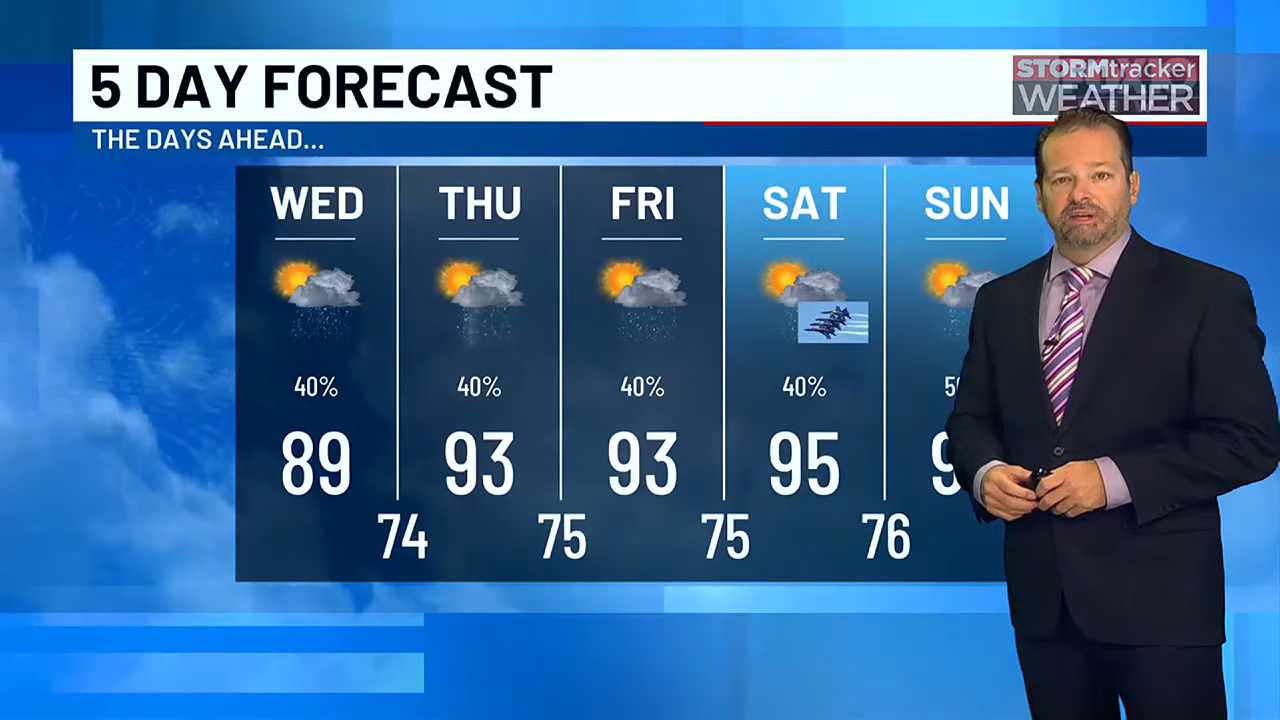 5 DAY FORECAST
STORMtracker
WEATHER
THE DAYS AHEAD...
WED THU FRI SAT SUN
40% 40% 40% 40%
89 93 93 95
74 75 75 76